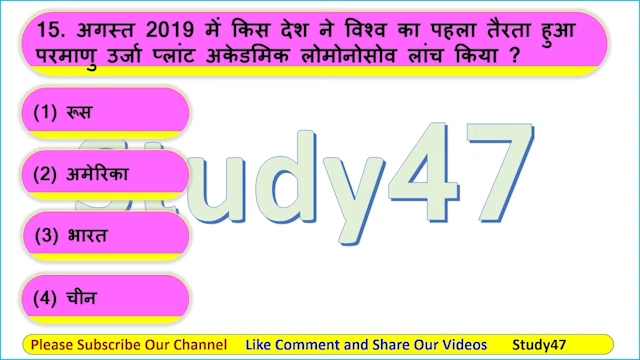 15. अगस्त 2019 में किस देश ने विश्व का पहला तैरता हुआ
परमाणु उर्जा प्लांट अकेडमिक लोमोनोसोव लांच किया ?
(1) रूस
(2) अमेरिका
(3) भारत
(4) चीन
Study47
Please Subscribe Our Channel Like Comment and Share Our Videos Study47